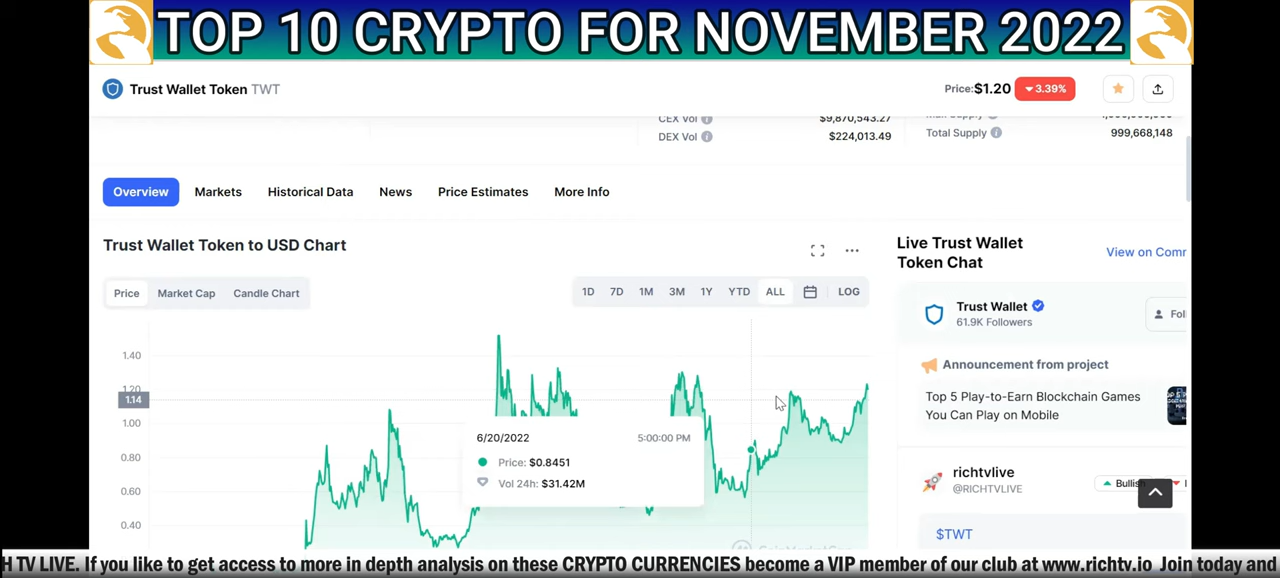 TOP 10 CRYPTO FOR NOVEMBER 2022
Trust Wallet Token TWT
Price:$1.20 3.39%
CEX Vol $9,870,543.27
DEX Vol $224,013.49
Total Supply 999,668,148
Overview Markets Historical Data News Price Estimates More Info
Trust Wallet Token to USD Chart
Price Market Cap Candle Chart
1D 7D 1M 3M 1Y YTD ALL LOG
1.40
1.20
1.14
1.00
0.80
0.60
0.40
6/20/2022 5:00:00 PM
Price: $0.8451
Vol 24h: $31.42M
Live Trust Wallet
Token Chat
View on Comr
Trust Wallet
61.9K Followers
Fol
Announcement from project
Top 5 Play-to-Earn Blockchain Games
You Can Play on Mobile
richtvlive
@RICHTVLIVE
Bullish
$TWT
H TV LIVE. If you like to get access to more in depth analysis on these CRYPTO CURRENCIES become a VIP member of our club at www.richtv.io Join today and